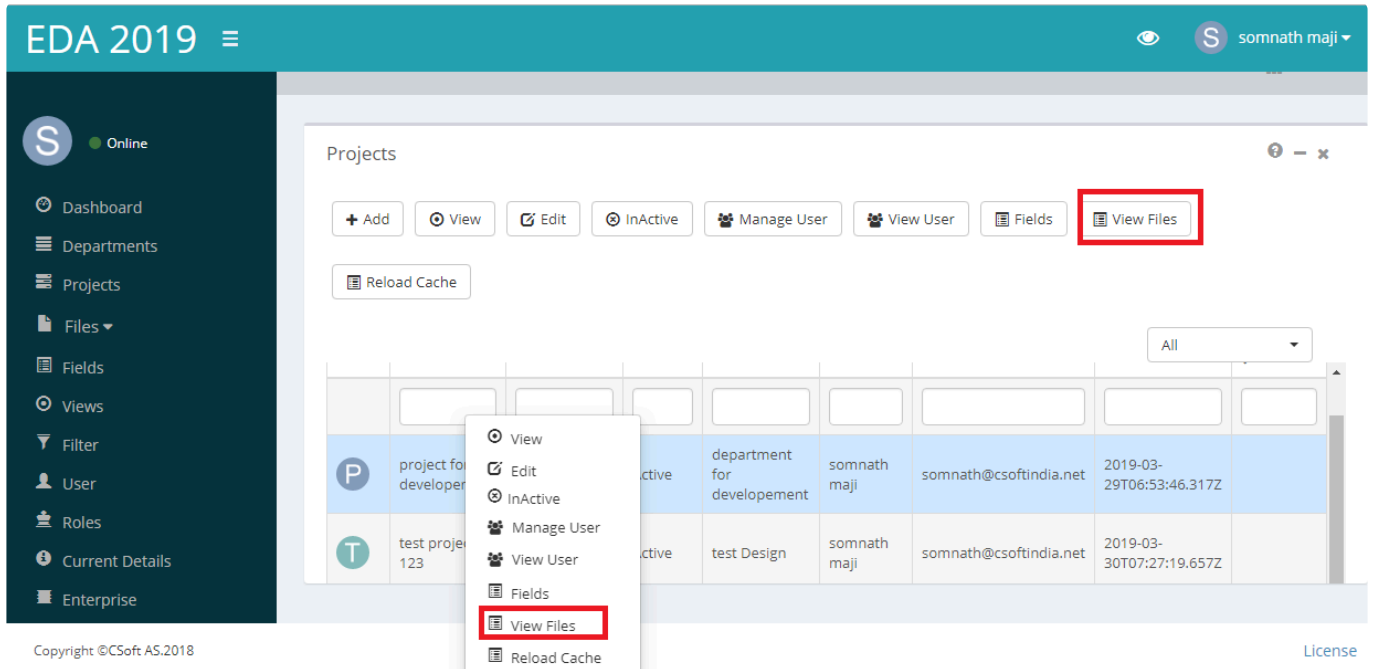 EDA 2019
S somnath maji
S Online
Dashboard
Departments
Projects
Files
Fields
Views
Filter
User
Roles
Current Details
Enterprise
Projects
Add View Edit InActive Manage User View User Fields View Files
Reload Cache
All
P
project for
developer
ctive
department
for
developement
somnath
maji
somnath@csoftindia.net
2019-03-
29T06:53:46.317Z
T
test proje
123
ctive
test Design
somnath
maji
somnath@csoftindia.net
2019-03-
30T07:27:19.657Z
View
Edit
InActive
Manage User
View User
Fields
View Files
Reload Cache
Copyright ©CSoft AS.2018
License